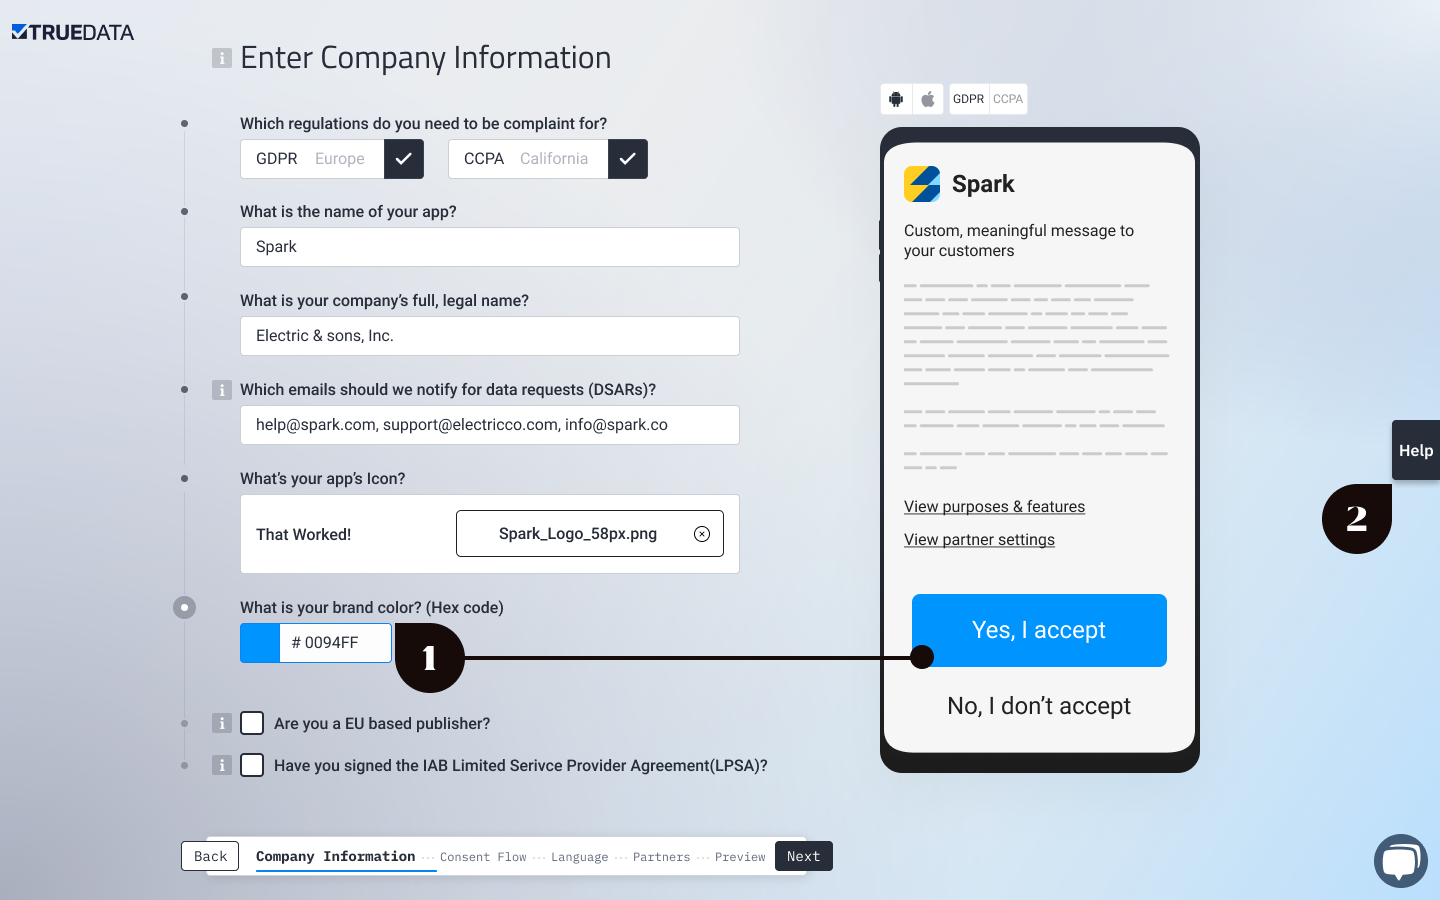 TRUEDATA
Enter Company Information
Which regulations do you need to be complaint for?
GDPR Europe
CCPA California
What is the name of your app?
Spark
What is your company’s full, legal name?
Electric & sons, Inc.
Which emails should we notify for data requests (DSARs)?
help@spark.com, support@electricco.com, info@spark.co
What’s your app’s Icon?
That Worked!
Spark_Logo_58px.png
What is your brand color? (Hex code)
# 0094FF
1
Are you a EU based publisher?
Have you signed the IAB Limited Serivce Provider Agreement(LPSA)?
Back
Company Information ... Consent Flow ... Language ... Partners ... Preview
Next
GDPR CCPA
Spark
Custom, meaningful message to
your customers
View purposes & features
View partner settings
Yes, I accept
No, I don’t accept
Help
2